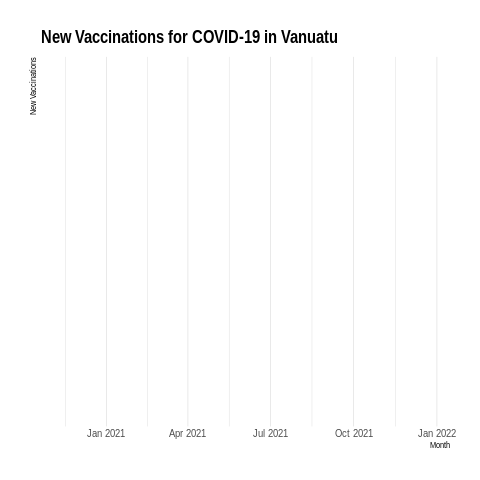 New Vaccinations for COVID-19 in Vanuatu
New Vaccinations
Jan 2021 Apr 2021 Jul 2021 Oct 2021 Jan 2022
Month